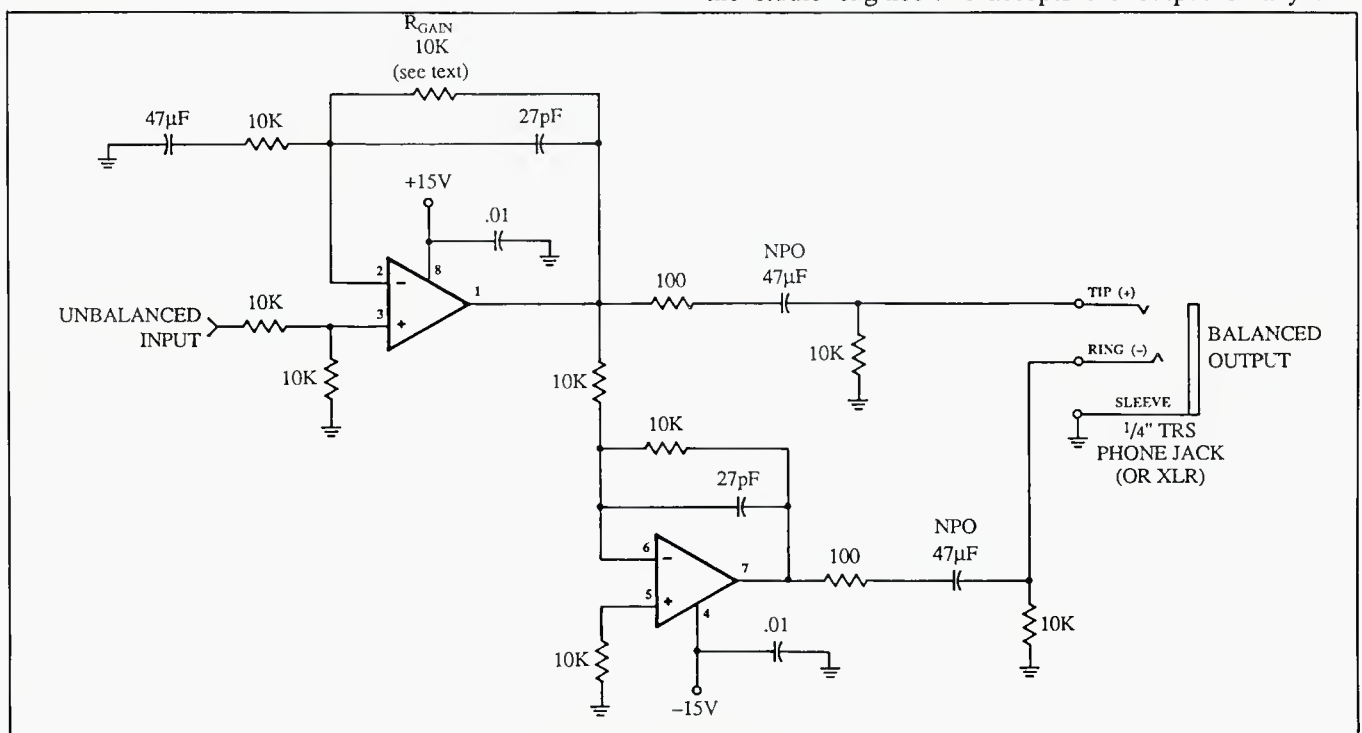 R_GAIN
10K
(see text)
47µF
10K
27pF
+15V
.01
2
−
8
1
3
+
UNBALANCED
INPUT
10K
10K
100
NPO
47µF
10K
TIP (+)
RING (−)
SLEEVE
BALANCED
OUTPUT
1/4" TRS
PHONE JACK
(OR XLR)
10K
10K
27pF
6
−
7
5
+
4
10K
100
NPO
47µF
10K
.01
−15V